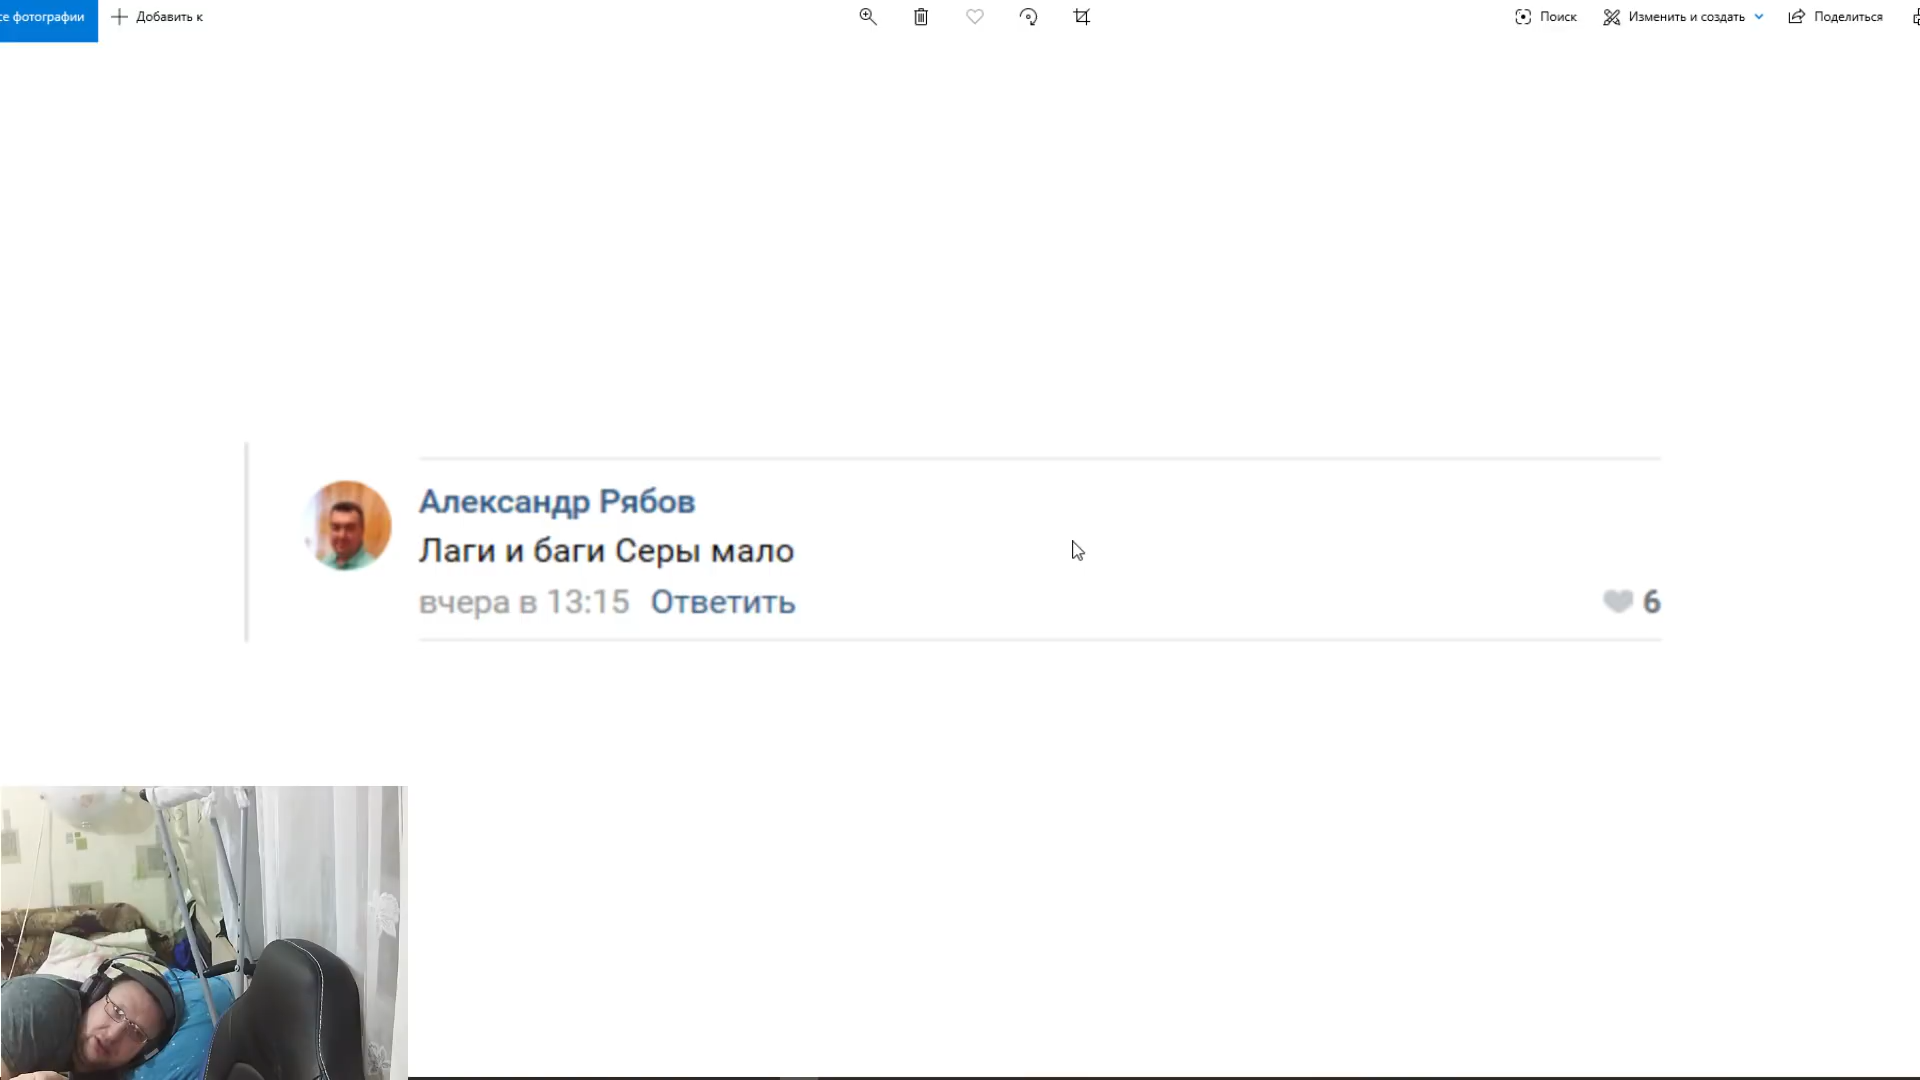 се фотографии
Добавить к
Поиск
Изменить и создать
Поделиться
Александр Рябов
Лаги и баги Серы мало
вчера в 13:15 Ответить
6